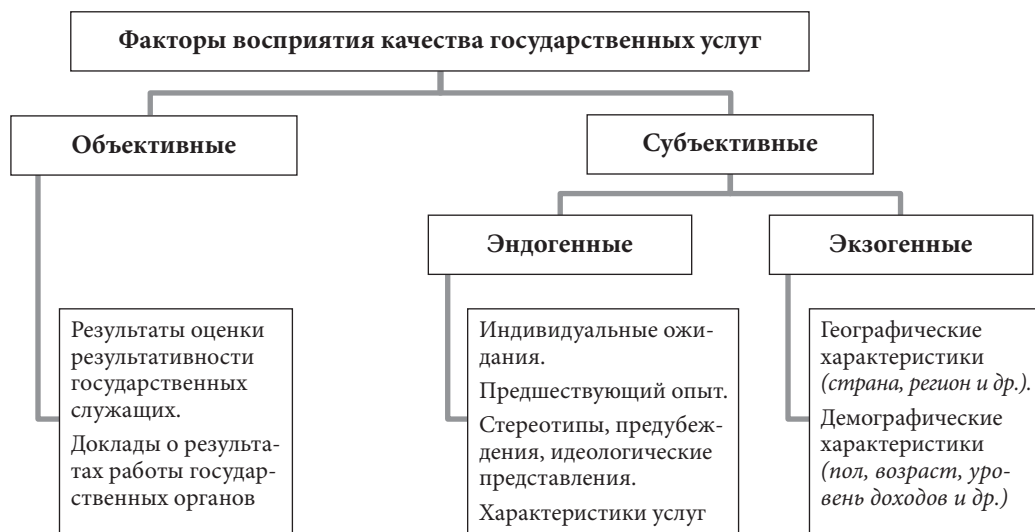 Факторы восприятия качества государственных услуг
Объективные
Субъективные
Эндогенные
Экзогенные
Результаты оценки
результативности
государственных
служащих.
Доклады о результа-
тах работы государ-
ственных органов
Индивидуальные ожи-
дания.
Предшествующий опыт.
Стереотипы, предубеж-
дения, идеологические
представления.
Характеристики услуг
Географические
характеристики
(страна, регион и др.).
Демографические
характеристики
(пол, возраст, уро-
вень доходов и др.)